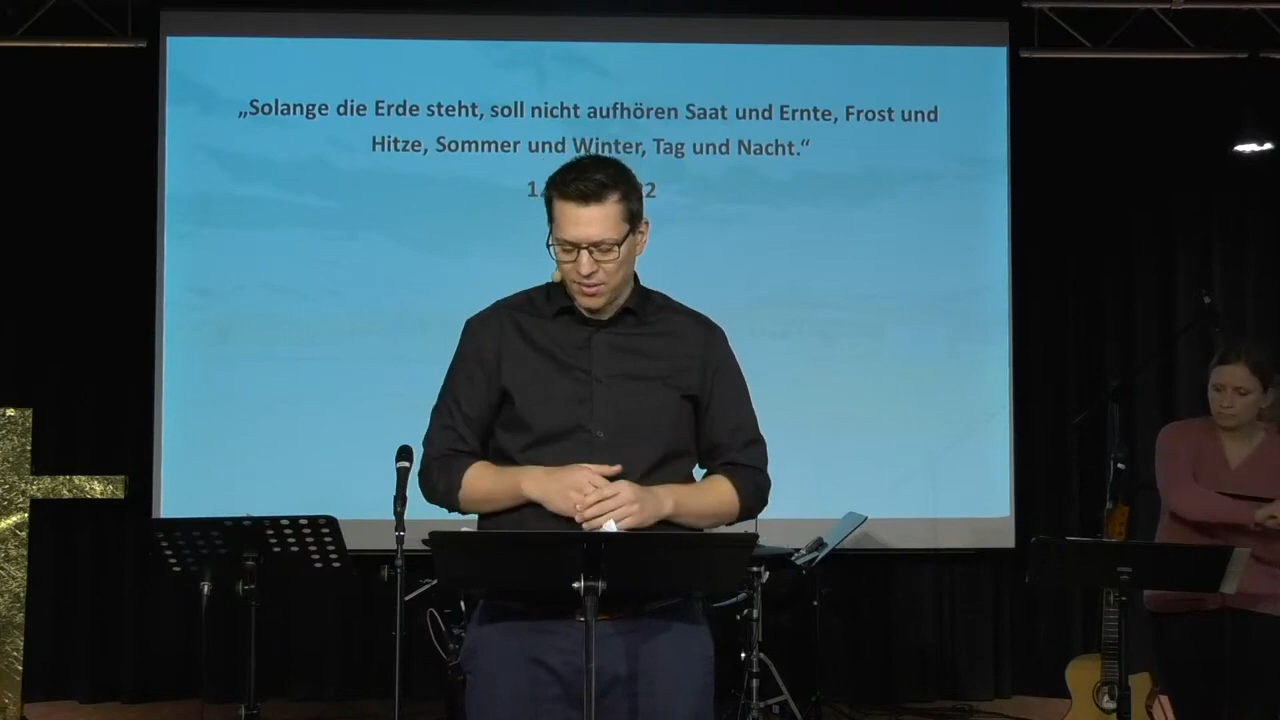 „Solange die Erde steht, soll nicht aufhören Saat und Ernte, Frost und
Hitze, Sommer und Winter, Tag und Nacht.“